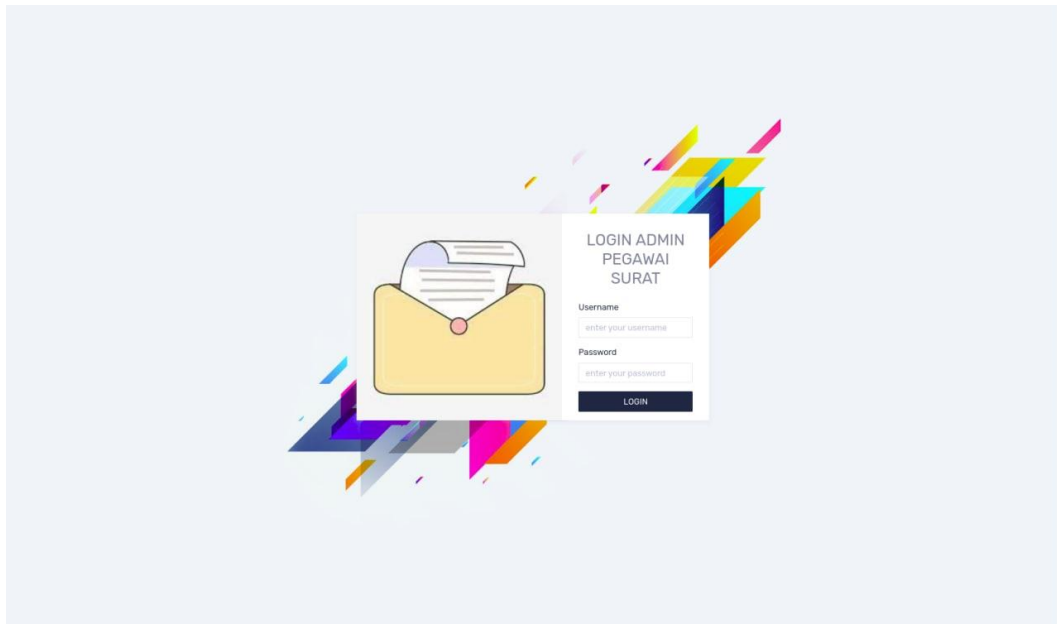 LOGIN ADMIN
PEGAWAI
SURAT
Username
enter your username
Password
enter your password
LOGIN